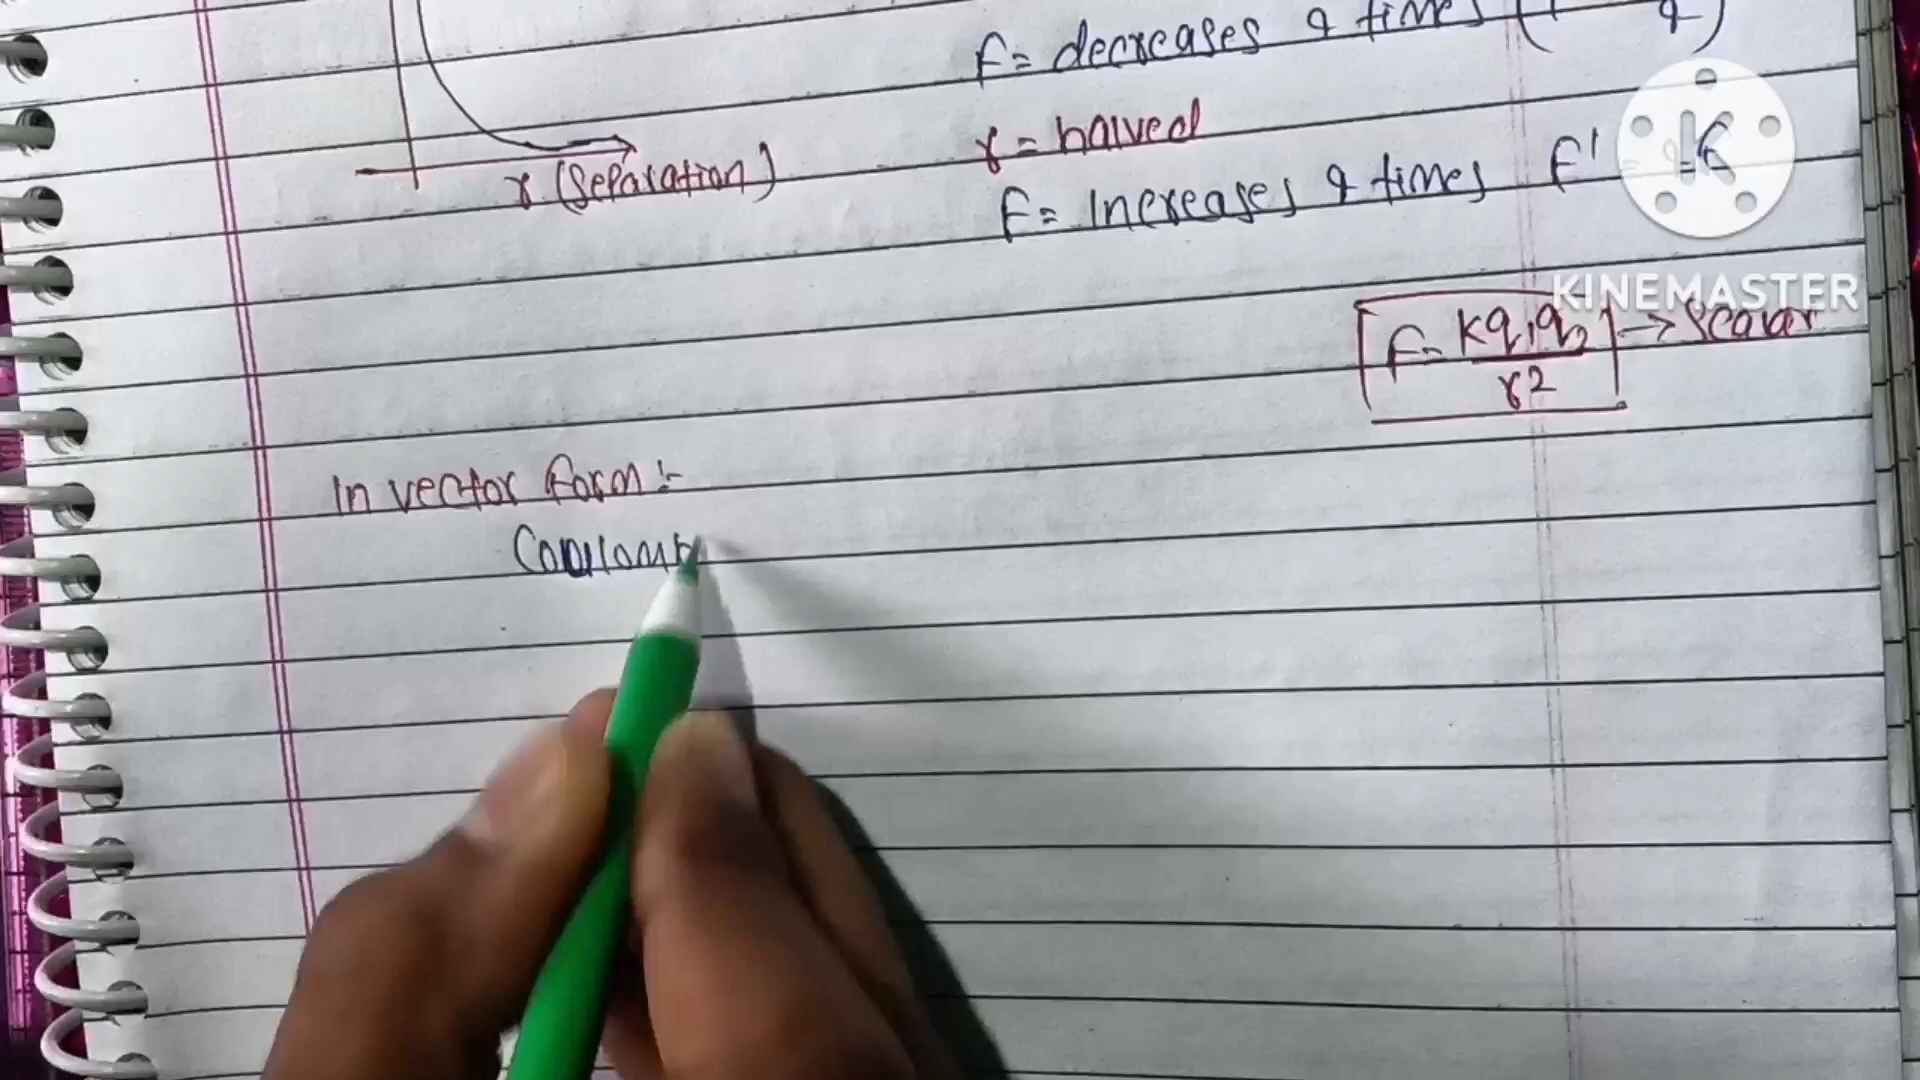 F = decreases 4 times
r = halved
r (Separation)
F = Increases 4 times F' =
K
KINEMASTER
F = Kq1q2 / r2 → Scalar
In vector form :-
Coulomb